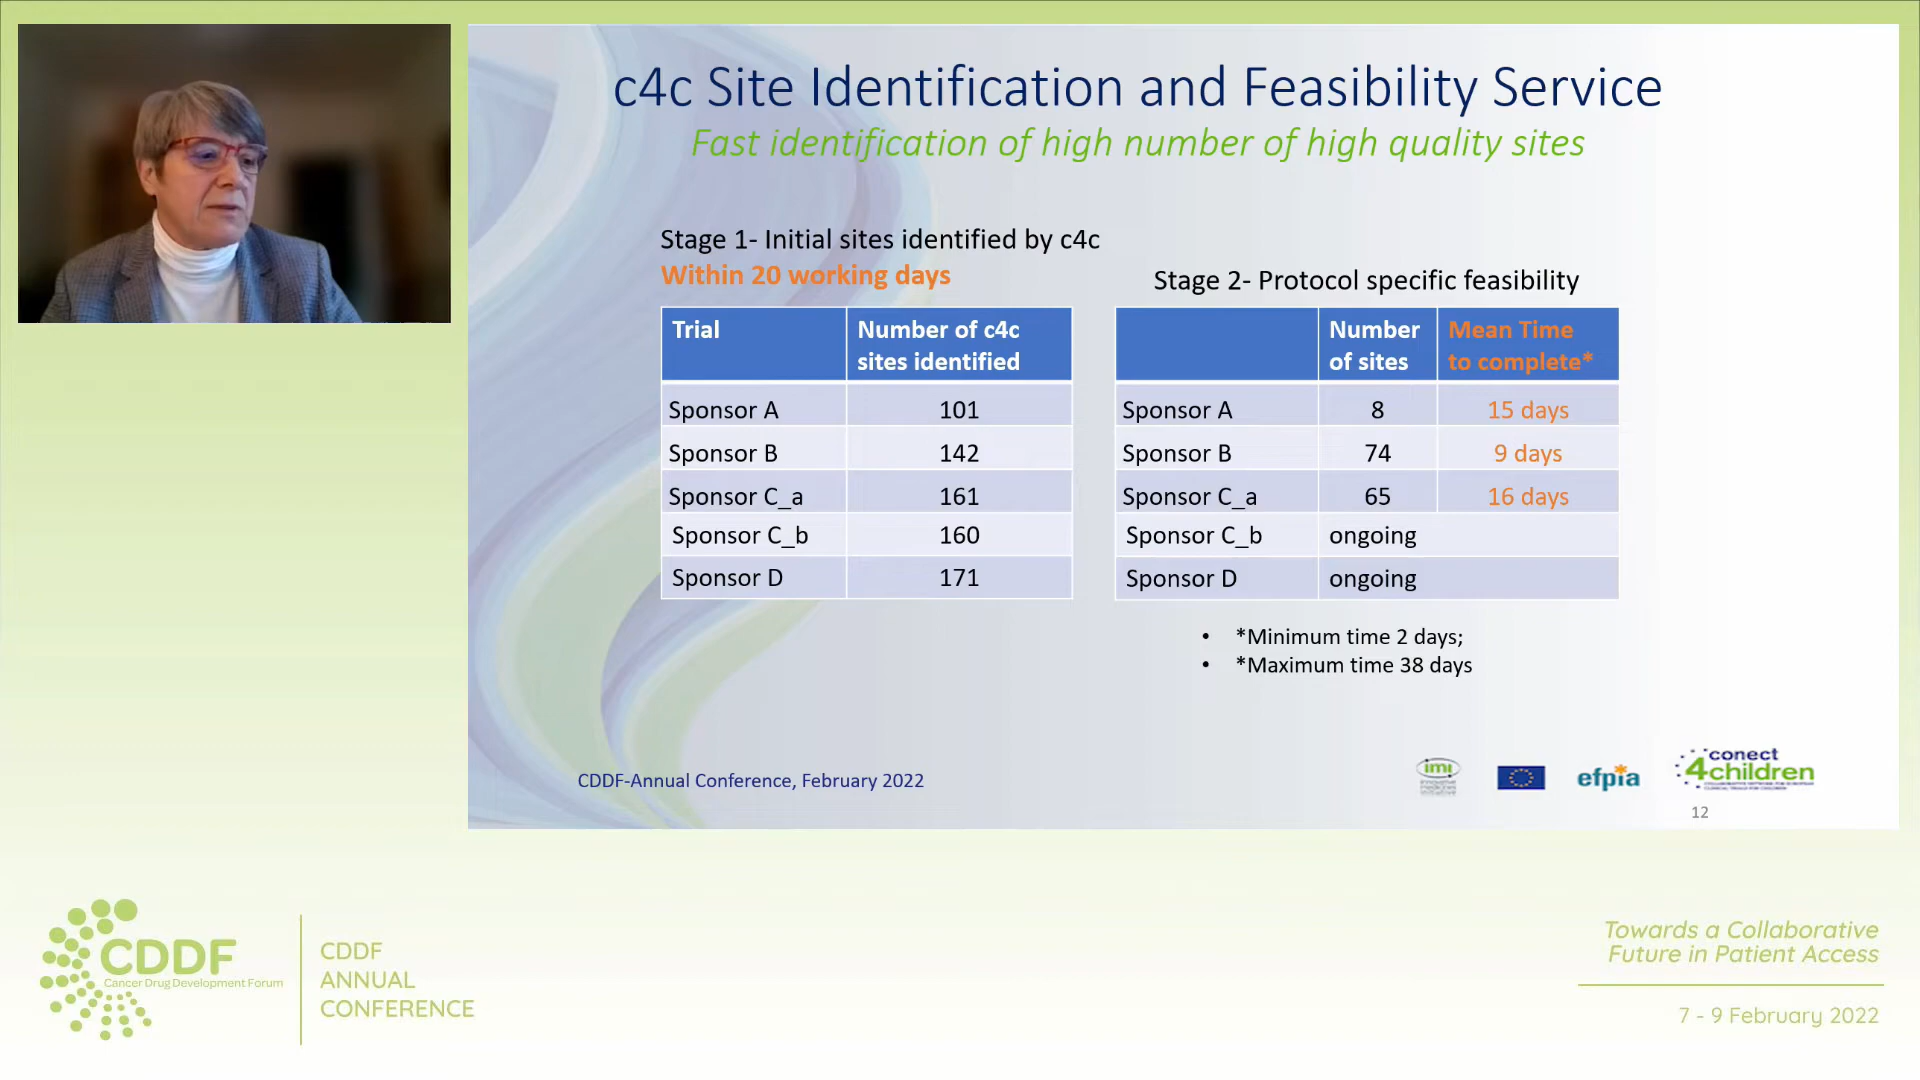 c4c Site Identification and Feasibility Service
Fast identification of high number of high quality sites
Stage 1- Initial sites identified by c4c
Within 20 working days
Trial
Number of c4c
sites identified
Sponsor A 101
Sponsor B 142
Sponsor C_a 161
Sponsor C_b 160
Sponsor D 171
Stage 2- Protocol specific feasibility
Number
of sites
Mean Time
to complete*
Sponsor A 8 15 days
Sponsor B 74 9 days
Sponsor C_a 65 16 days
Sponsor C_b ongoing
Sponsor D ongoing
• *Minimum time 2 days;
• *Maximum time 38 days
CDDF-Annual Conference, February 2022
imi
efpia
conect
4children
12
CDDF
Cancer Drug Development Forum
CDDF
ANNUAL
CONFERENCE
Towards a Collaborative
Future in Patient Access
7 - 9 February 2022